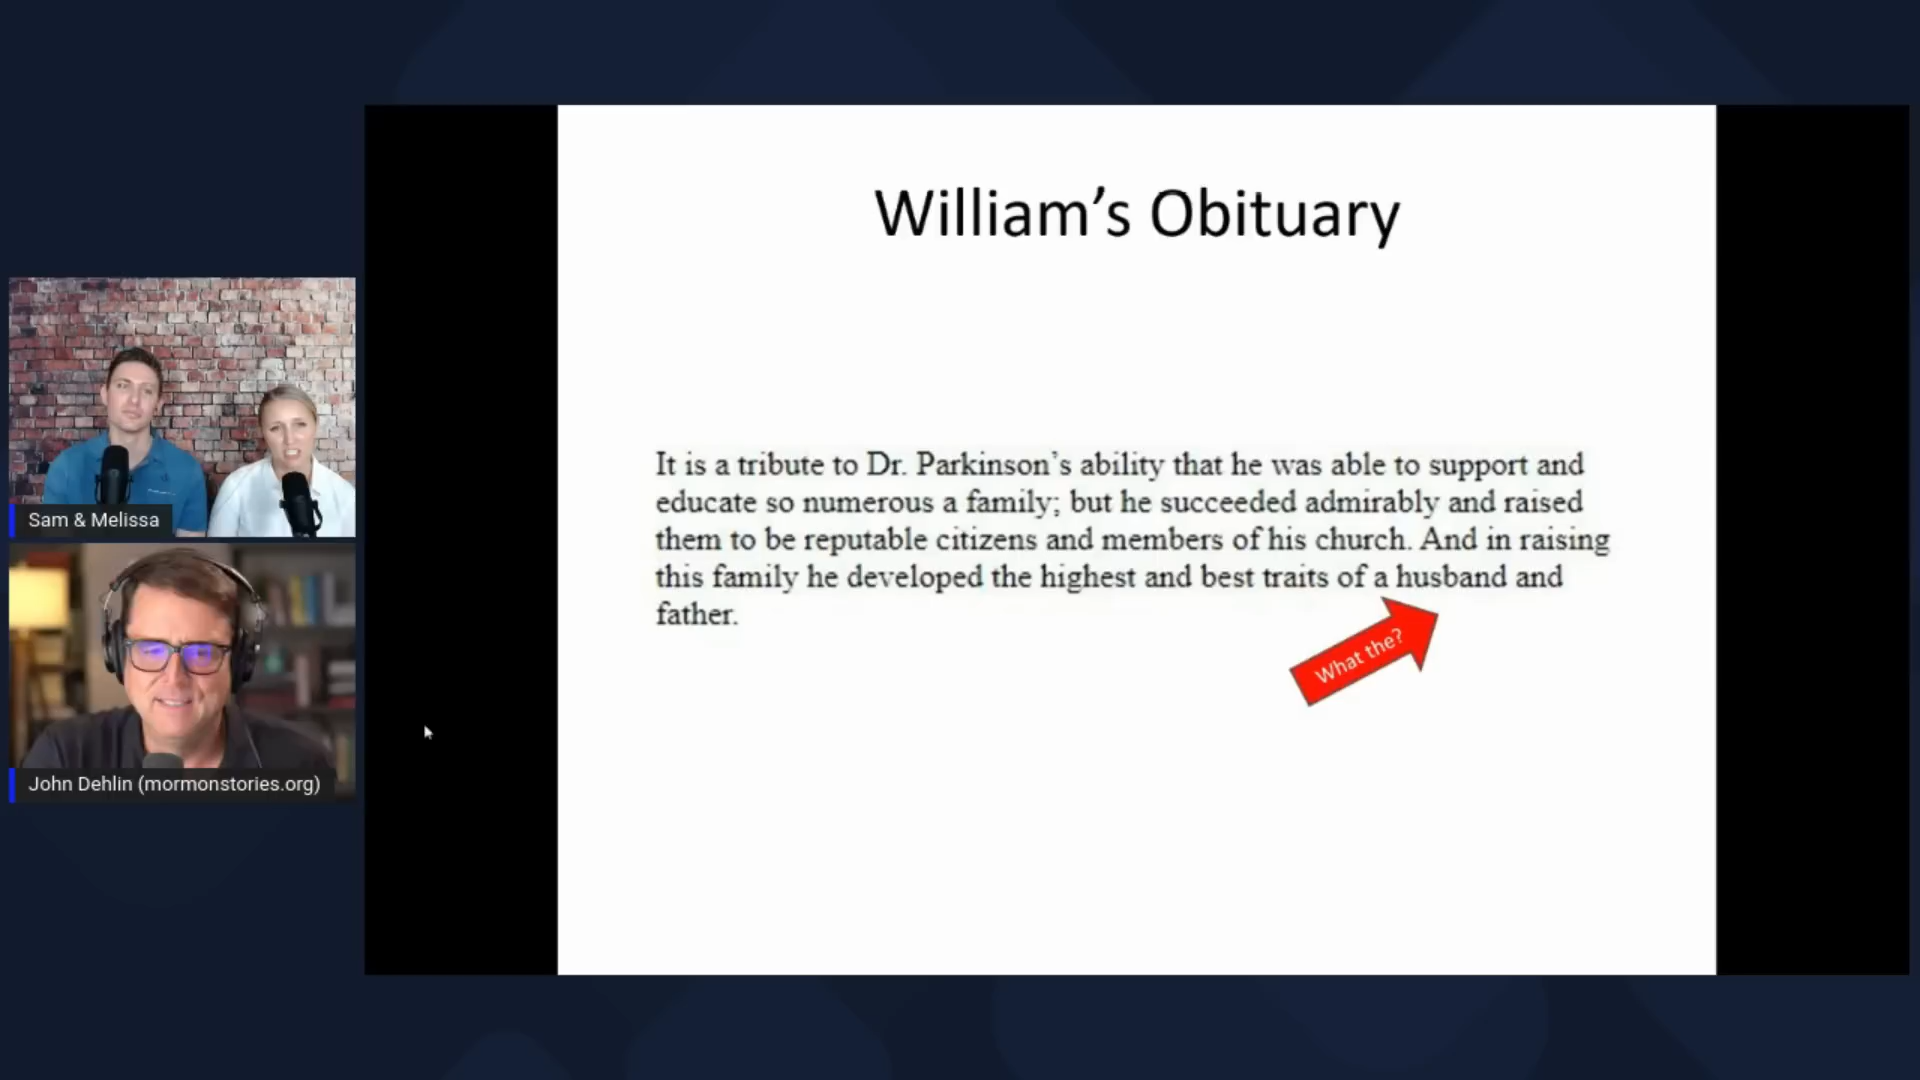 William’s Obituary
It is a tribute to Dr. Parkinson’s ability that he was able to support and
educate so numerous a family; but he succeeded admirably and raised
them to be reputable citizens and members of his church. And in raising
this family he developed the highest and best traits of a husband and
father.
What the?
Sam & Melissa
John Dehlin (mormonstories.org)